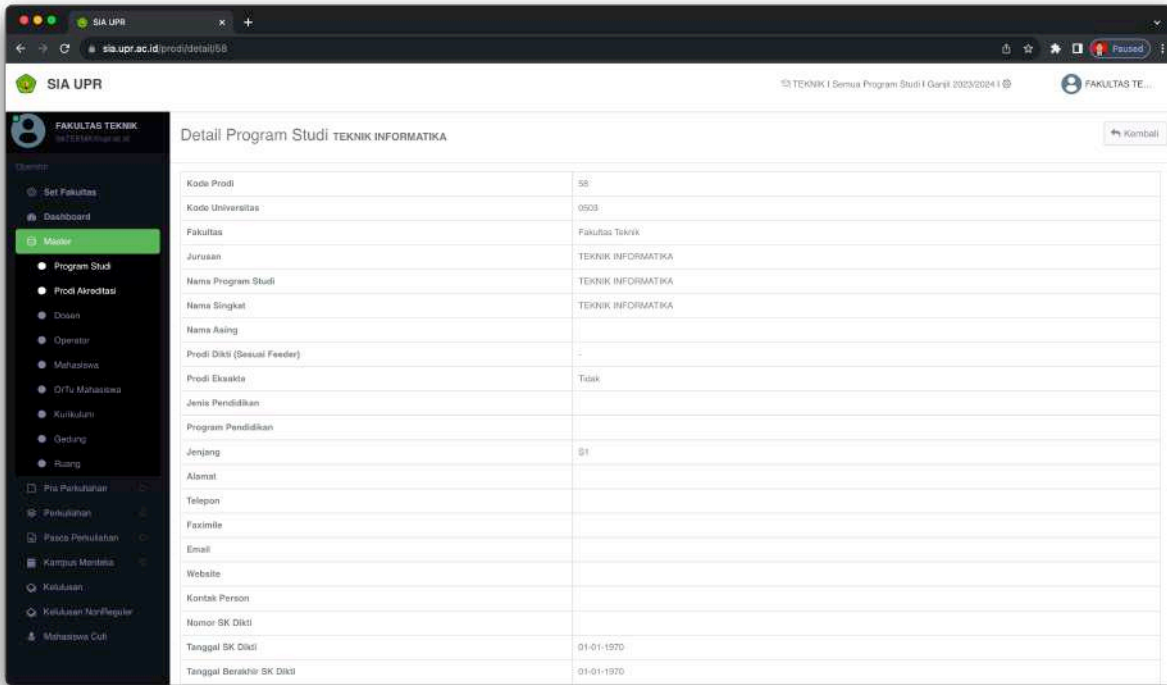 SIA UPR
sia.upr.ac.id/prodi/detail/58
Paused
SIA UPR
TEKNIK | Semua Program Studi | Ganjil 2023/2024 |
FAKULTAS TE...
FAKULTAS TEKNIK
Operator
Set Fakultas
Dashboard
Master
Program Studi
Prodi Akreditasi
Dosen
Operator
Mahasiswa
OrTu Mahasiswa
Kurikulum
Gedung
Ruang
Pra Perkuliahan
Perkuliahan
Pasca Perkuliahan
Kampus Merdeka
Kelulusan
Kelulusan NonReguler
Mahasiswa Cuti
Detail Program Studi TEKNIK INFORMATIKA
Kembali
Kode Prodi 58
Kode Universitas 0503
Fakultas Fakultas Teknik
Jurusan TEKNIK INFORMATIKA
Nama Program Studi TEKNIK INFORMATIKA
Nama Singkat TEKNIK INFORMATIKA
Nama Asing
Prodi Dikti (Sesuai Feeder) -
Prodi Eksakta Tidak
Jenis Pendidikan
Program Pendidikan
Jenjang S1
Alamat
Telepon
Faximile
Email
Website
Kontak Person
Nomor SK Dikti
Tanggal SK Dikti 01-01-1970
Tanggal Berakhir SK Dikti 01-01-1970